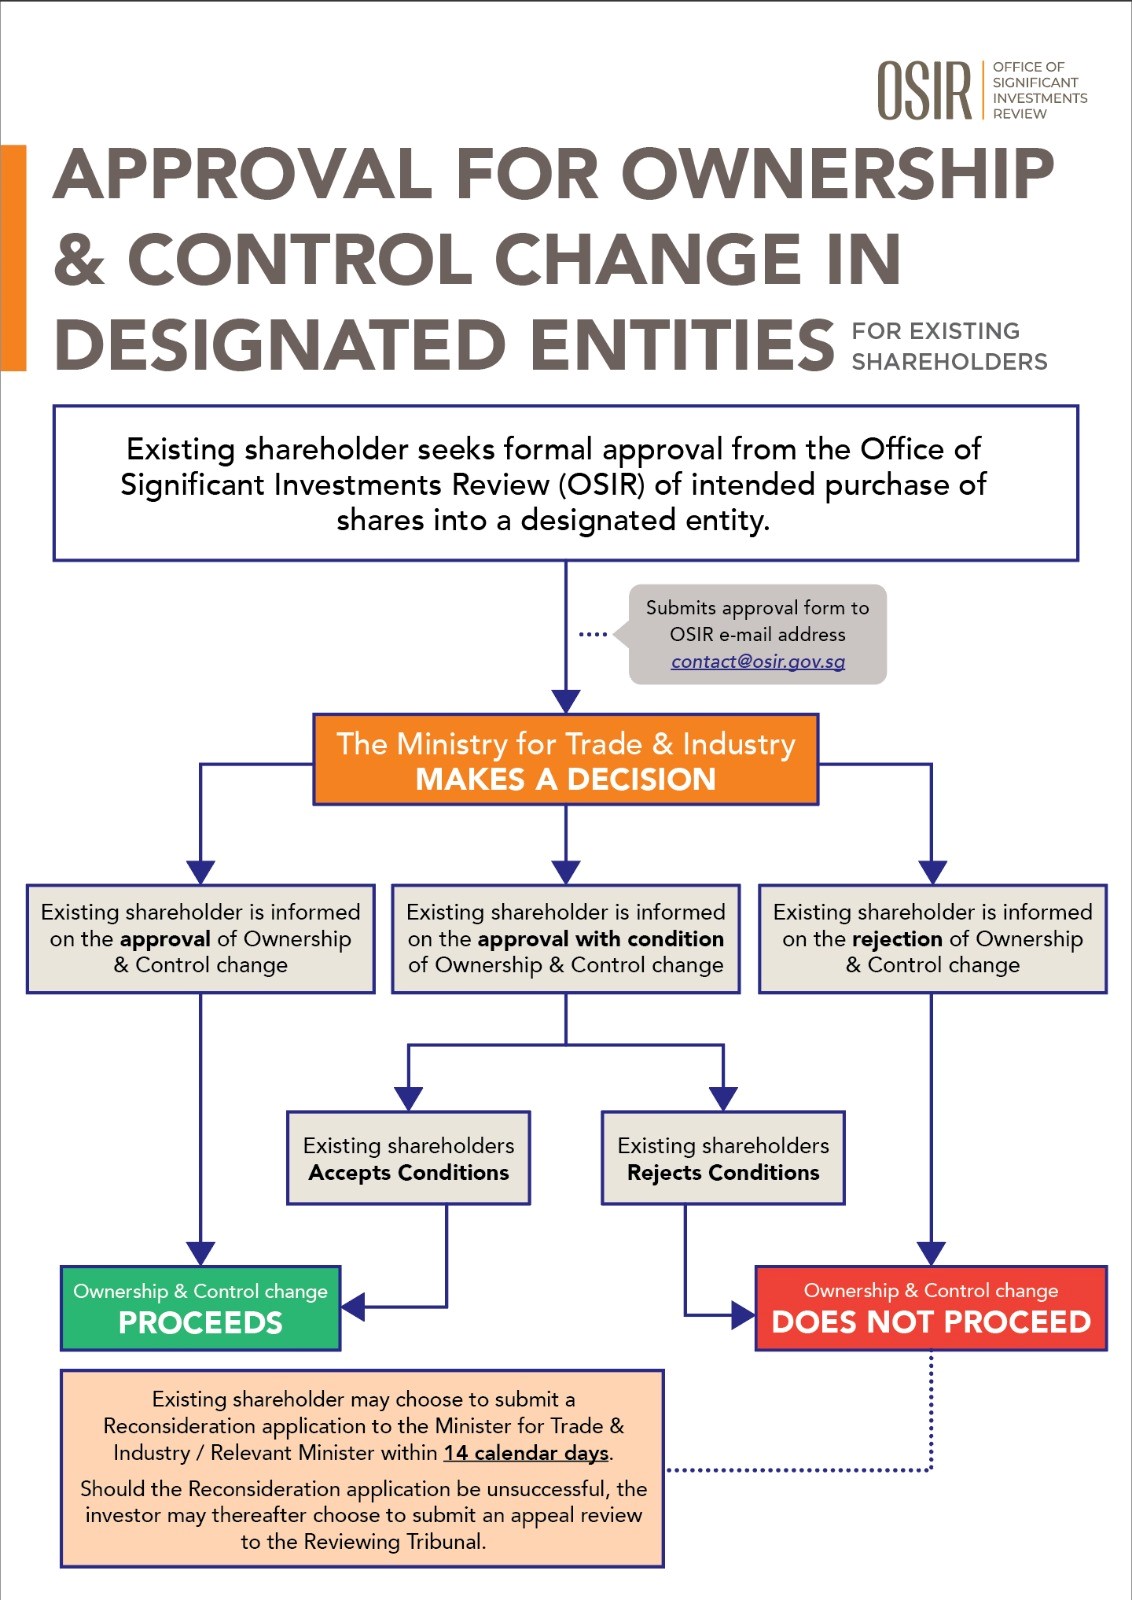 OSIR
OFFICE OF
SIGNIFICANT
INVESTMENTS
REVIEW
APPROVAL FOR OWNERSHIP
& CONTROL CHANGE IN
DESIGNATED ENTITIES
FOR EXISTING
SHAREHOLDERS
Existing shareholder seeks formal approval from the Office of
Significant Investments Review (OSIR) of intended purchase of
shares into a designated entity.
Submits approval form to
OSIR e-mail address
contact@osir.gov.sg
The Ministry for Trade & Industry
MAKES A DECISION
Existing shareholder is informed
on the approval of Ownership
& Control change
Existing shareholder is informed
on the approval with condition
of Ownership & Control change
Existing shareholder is informed
on the rejection of Ownership
& Control change
Existing shareholders
Accepts Conditions
Existing shareholders
Rejects Conditions
Ownership & Control change
PROCEEDS
Ownership & Control change
DOES NOT PROCEED
Existing shareholder may choose to submit a
Reconsideration application to the Minister for Trade &
Industry / Relevant Minister within 14 calendar days.
Should the Reconsideration application be unsuccessful, the
investor may thereafter choose to submit an appeal review
to the Reviewing Tribunal.